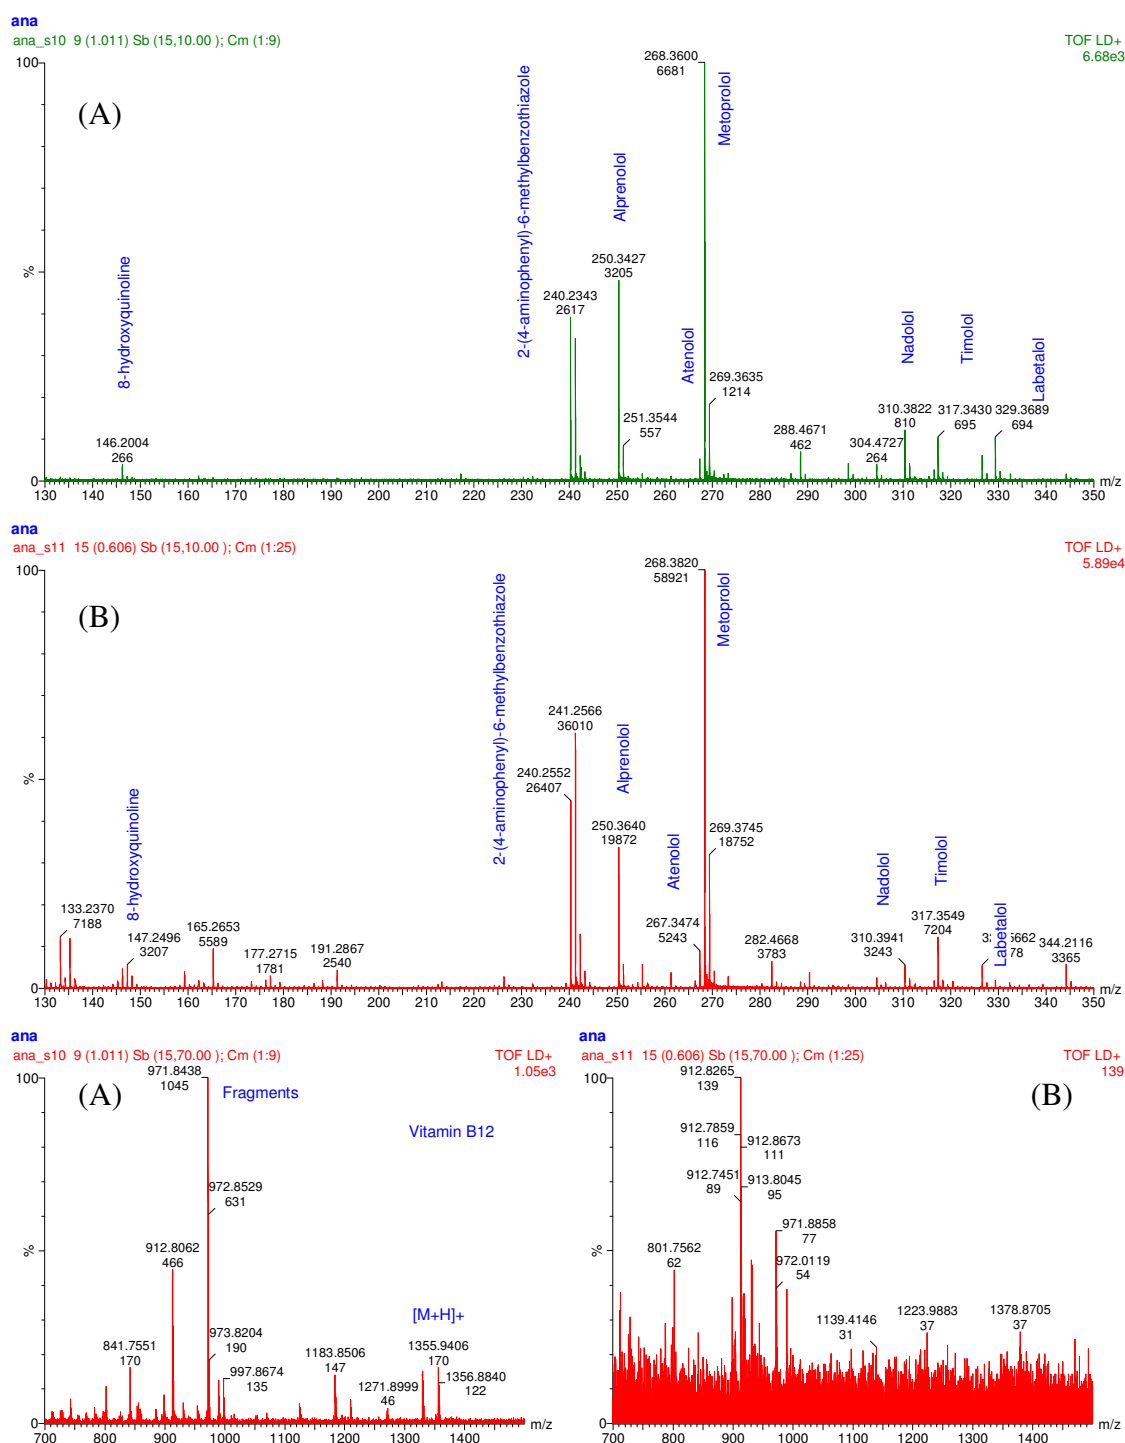 ana
ana_s10 9 (1.011) Sb (15,10.00 ); Cm (1:9)
TOF LD+
6.68e3
(A)
100
%
0
8-hydroxyquinoline
2-(4-aminophenyl)-6-methylbenzothiazole
Alprenolol
Atenolol
Metoprolol
Nadolol
Timolol
Labetalol
146.2004
266
240.2343
2617
250.3427
3205
251.3544
557
268.3600
6681
269.3635
1214
288.4671
462
304.4727
264
310.3822
810
317.3430
695
329.3689
694
130 140 150 160 170 180 190 200 210 220 230 240 250 260 270 280 290 300 310 320 330 340 350
m/z
ana
ana_s11 15 (0.606) Sb (15,10.00 ); Cm (1:25)
TOF LD+
5.89e4
(B)
100
%
0
8-hydroxyquinoline
2-(4-aminophenyl)-6-methylbenzothiazole
Alprenolol
Atenolol
Metoprolol
Nadolol
Timolol
Labetalol
133.2370
7188
147.2496
3207
165.2653
5589
177.2715
1781
191.2867
2540
240.2552
26407
241.2566
36010
250.3640
19872
267.3474
5243
268.3820
58921
269.3745
18752
282.4668
3783
310.3941
3243
317.3549
7204
344.2116
3365
130 140 150 160 170 180 190 200 210 220 230 240 250 260 270 280 290 300 310 320 330 340 350
m/z
ana
ana_s10 9 (1.011) Sb (15,70.00 ); Cm (1:9)
TOF LD+
1.05e3
(A)
100
%
0
Fragments
Vitamin B12
[M+H]+
971.8438
1045
972.8529
631
912.8062
466
841.7551
170
973.8204
190
997.8674
135
1183.8506
147
1271.8999
46
1355.9406
170
1356.8840
122
700 800 900 1000 1100 1200 1300 1400
m/z
ana
ana_s11 15 (0.606) Sb (15,70.00 ); Cm (1:25)
TOF LD+
139
(B)
100
%
0
912.8265
139
912.7859
116
912.8673
111
912.7451
89
913.8045
95
971.8858
77
972.0119
54
801.7562
62
1139.4146
31
1223.9883
37
1378.8705
37
700 800 900 1000 1100 1200 1300 1400
m/z